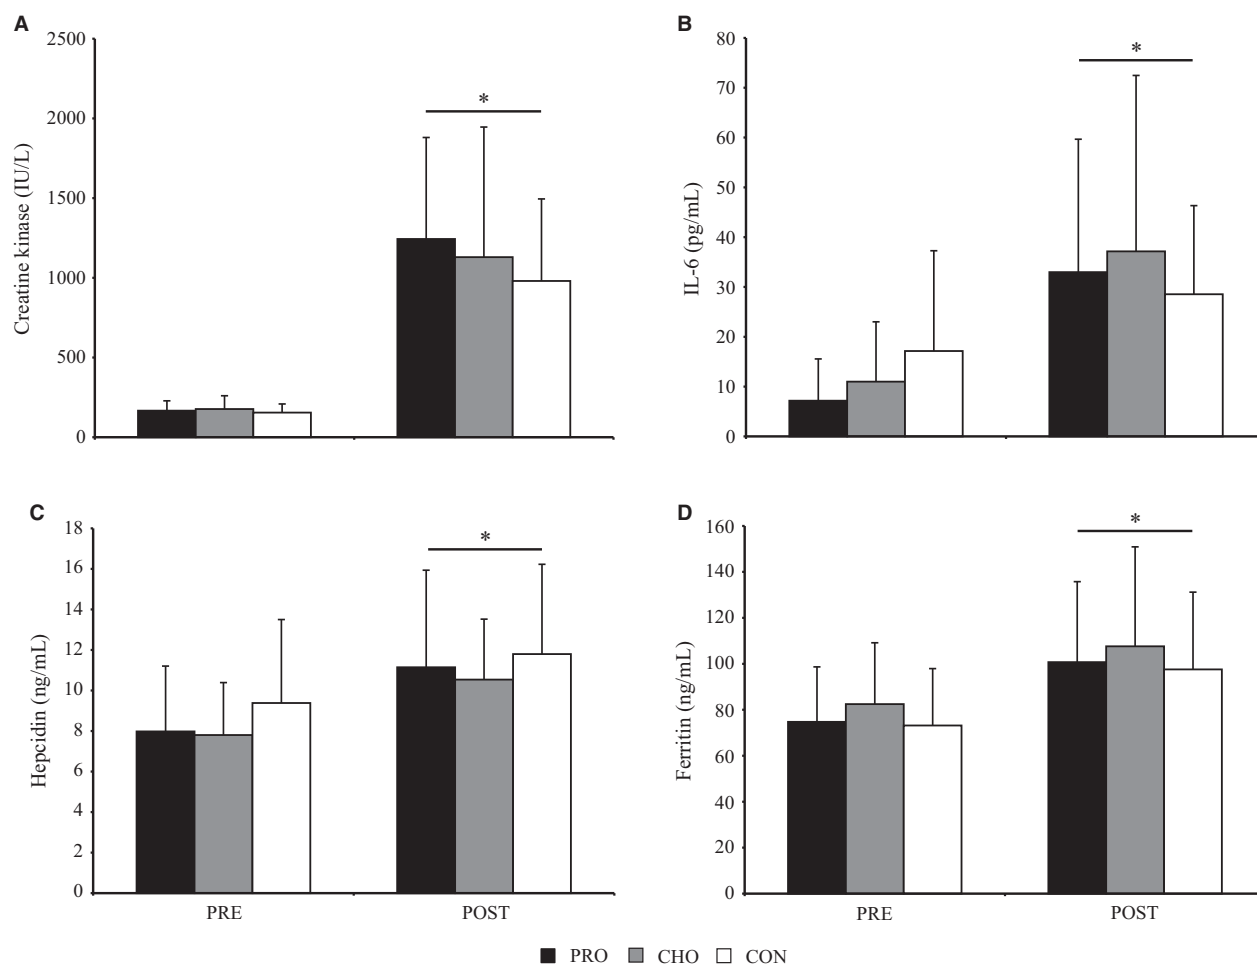 A
Creatine kinase (IU/L)
2500
2000
1500
1000
500
0
*
B
IL-6 (pg/mL)
80
70
60
50
40
30
20
10
0
*
C
Hepcidin (ng/mL)
18
16
14
12
10
8
6
4
2
0
*
PRE
POST
D
Ferritin (ng/mL)
160
140
120
100
80
60
40
20
0
*
PRE
POST
PRO CHO CON